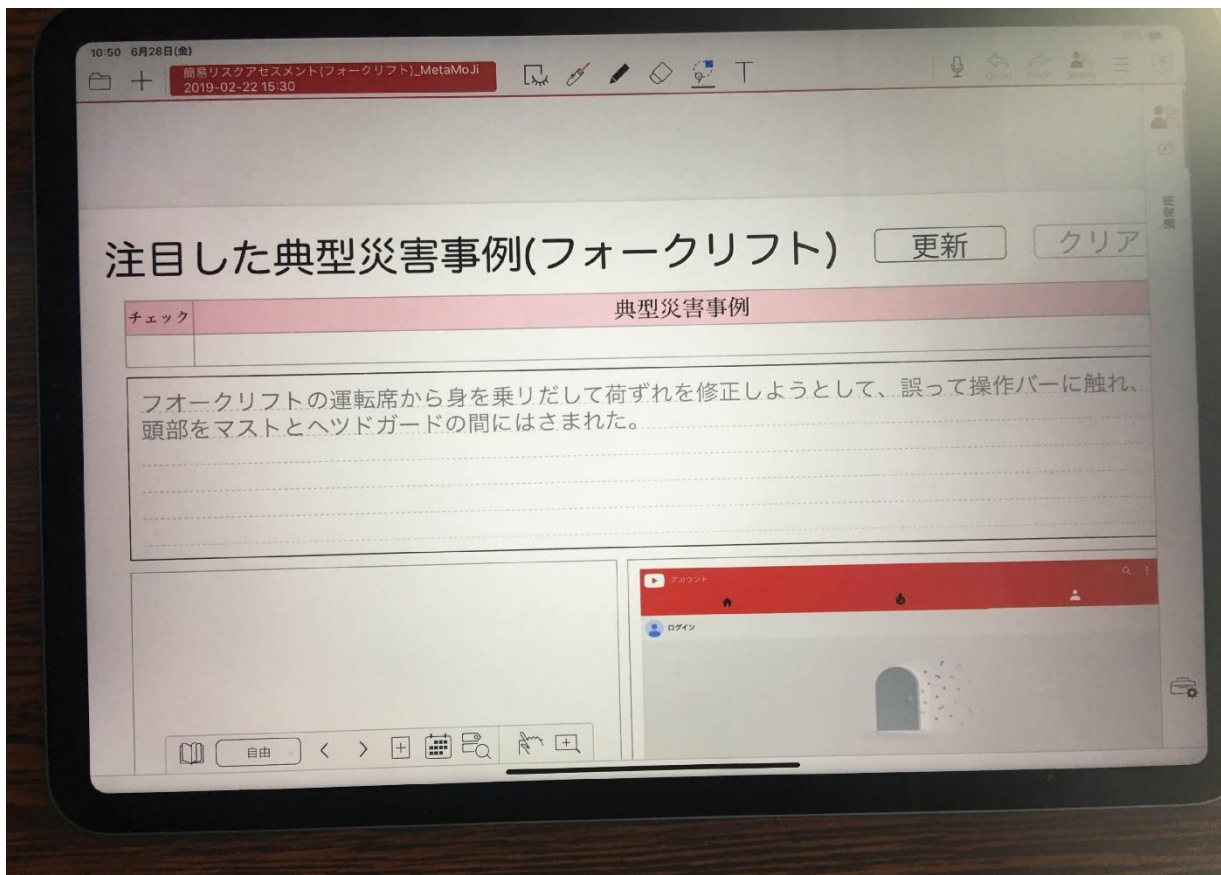 10:50 6月28日(金)
簡易リスクアセスメント(フォークリフト)_MetaMoJi
2019-02-22 15:30
T
Undo Redo Share
注目した典型災害事例(フォークリフト)
更新
クリア
チェック
典型災害事例
フオークリフトの運転席から身を乗りだして荷ずれを修正しようとして、誤って操作バーに触れ、
頭部をマストとヘツドガードの間にはさまれた。
アカウント
ログイン
自由